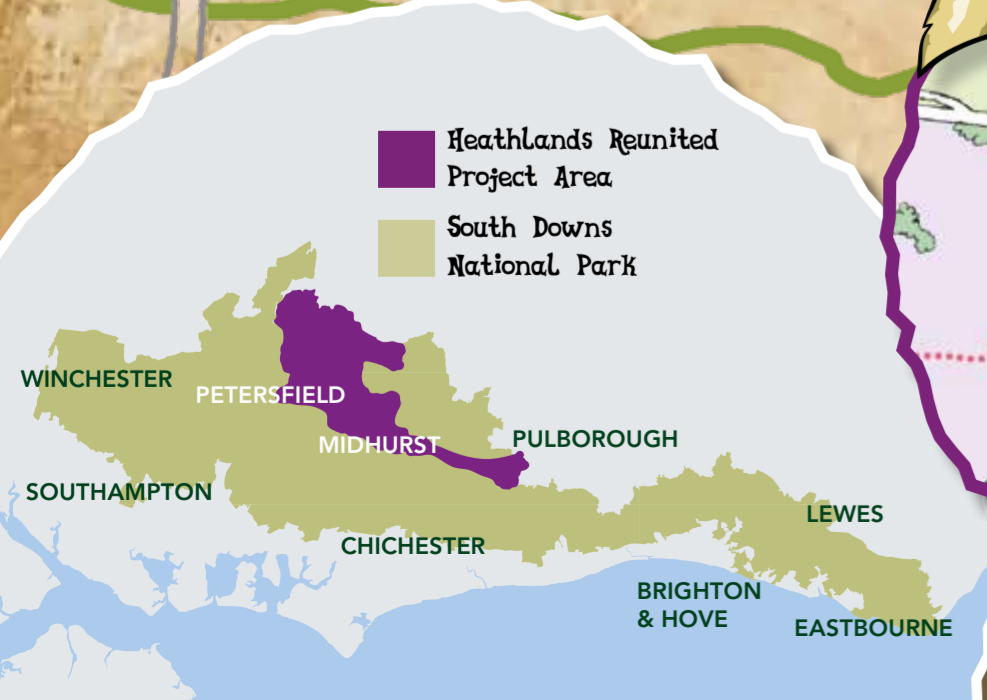 Heathlands Reunited
Project Area
South Downs
National Park
WINCHESTER
PETERSFIELD
MIDHURST
PULBOROUGH
SOUTHAMPTON
CHICHESTER
LEWES
BRIGHTON
& HOVE
EASTBOURNE